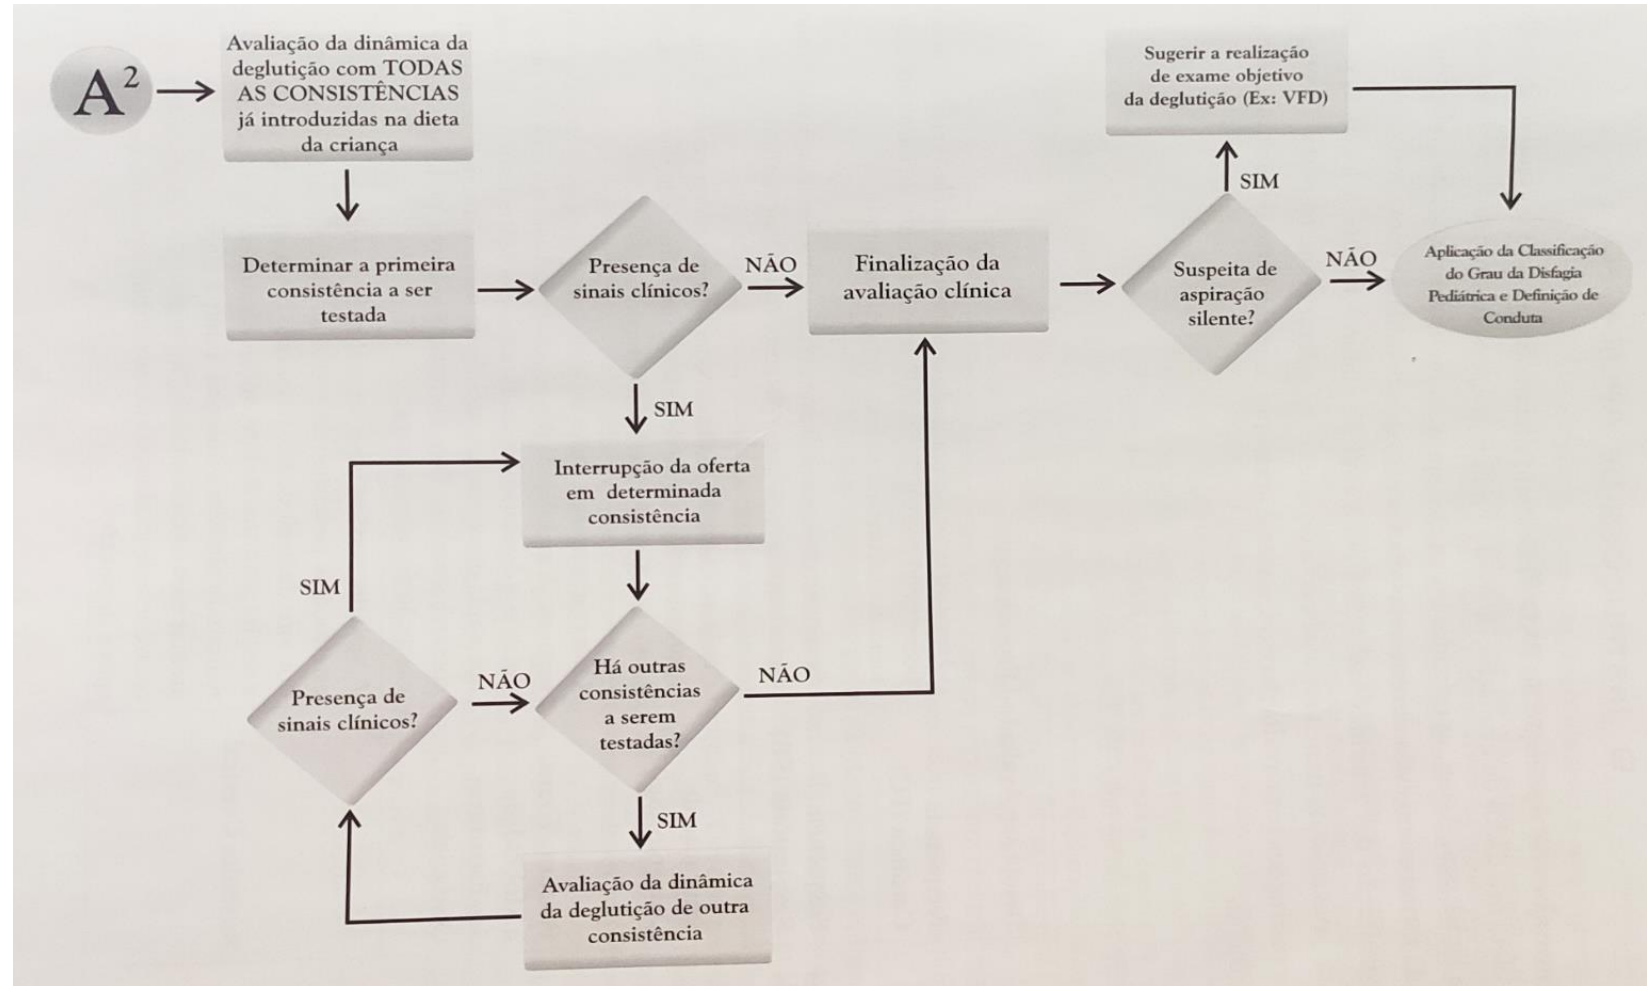 A²
Avaliação da dinâmica da
deglutição com TODAS
AS CONSISTÊNCIAS
já introduzidas na dieta
da criança
Determinar a primeira
consistência a ser
testada
Presença de
sinais clínicos?
NÃO
SIM
Finalização da
avaliação clínica
Suspeita de
aspiração
silente?
SIM
NÃO
Sugerir a realização
de exame objetivo
da deglutição (Ex: VFD)
Aplicação da Classificação
do Grau da Disfagia
Pediátrica e Definição de
Conduta
Interrupção da oferta
em determinada
consistência
Há outras
consistências
a serem
testadas?
NÃO
SIM
Avaliação da dinâmica
da deglutição de outra
consistência
Presença de
sinais clínicos?
SIM
NÃO